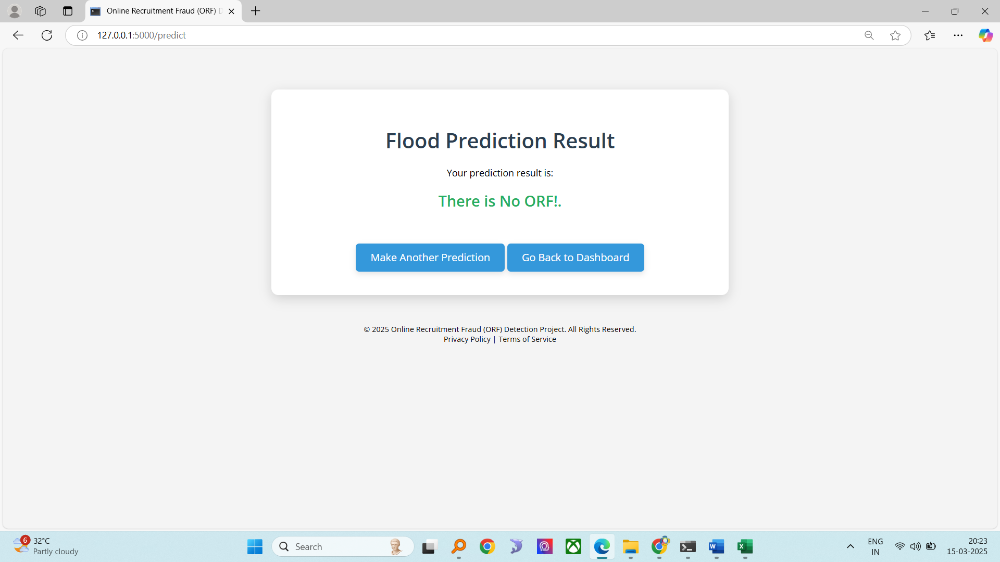 Online Recruitment Fraud (ORF) D
127.0.0.1:5000/predict
Flood Prediction Result
Your prediction result is:
There is No ORF!.
Make Another Prediction
Go Back to Dashboard
© 2025 Online Recruitment Fraud (ORF) Detection Project. All Rights Reserved.
Privacy Policy | Terms of Service
6
32°C
Partly cloudy
Search
W
X
ENG
IN
20:23
15-03-2025